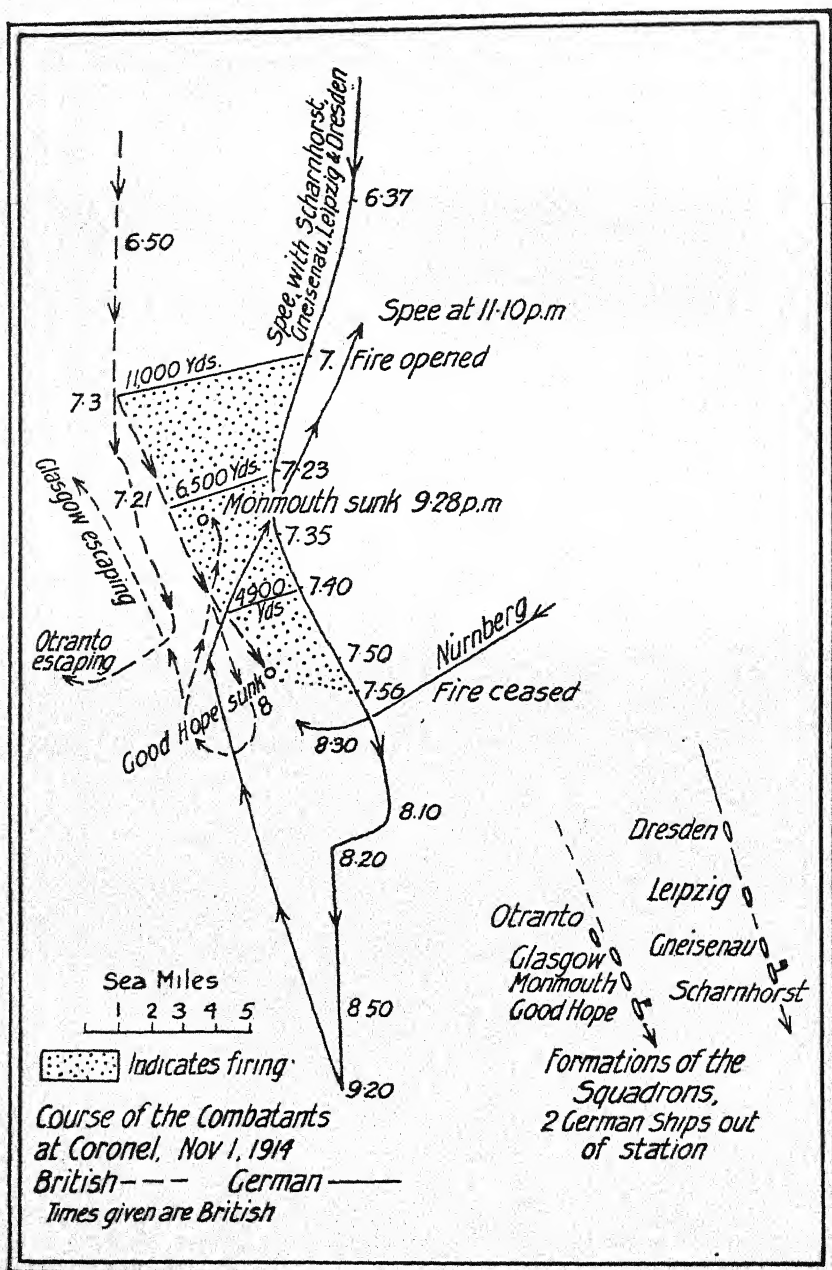 Spee with Scharnhorst,
Gneisenau, Leipzig & Dresden
6·37
6·50
Spee at 11·10 p.m
11,000 Yds.
7. Fire opened
7·3
7·23
6,500 Yds.
7·21
Monmouth sunk 9·28 p.m
Glasgow escaping
7·35
7·40
4900
Yds
Otranto
escaping
Nürnberg
7·50
7·56 Fire ceased
Good Hope sunk
8
8·30
8·10
8·20
Dresden
Leipzig
Otranto
Gneisenau
Glasgow
Scharnhorst
Monmouth
Good Hope
Sea Miles
1 2 3 4 5
8·50
Indicates firing·
9·20
Formations of the
Squadrons,
2 German Ships out
of station
Course of the Combatants
at Coronel, Nov 1, 1914
British--- German——
Times given are British